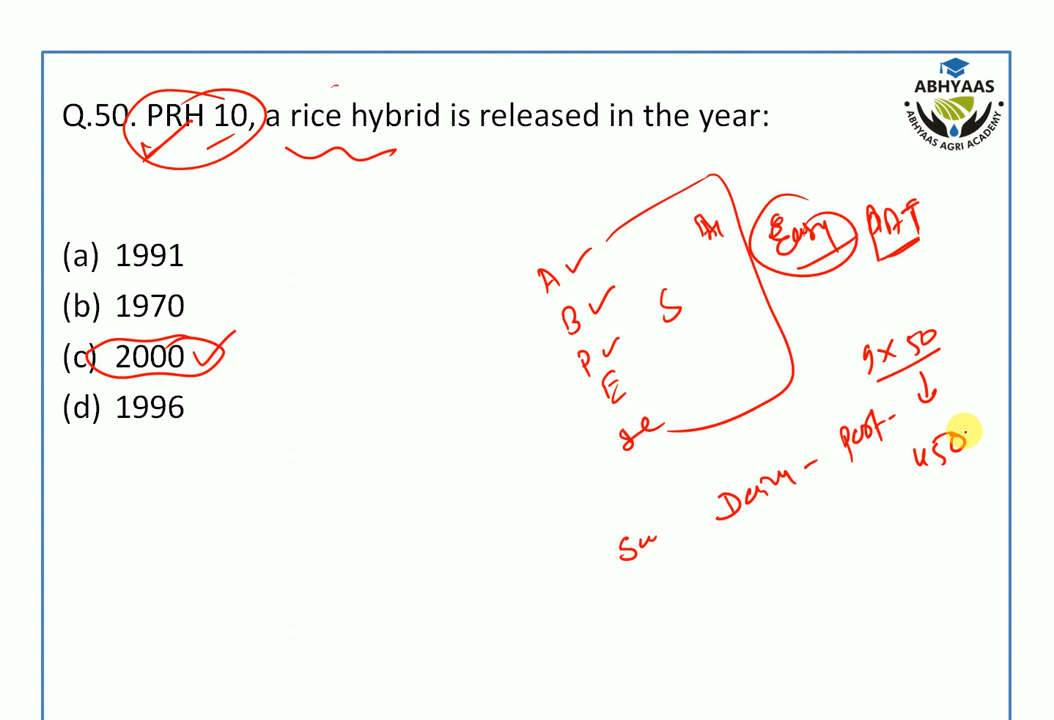 ABHYAAS
ABHYAAS AGRI ACADEMY
Q.50. PRH 10, a rice hybrid is released in the year:
(a) 1991
(b) 1970
(c) 2000
(d) 1996
Easy
A
B
S
P
E
9 x 50
450